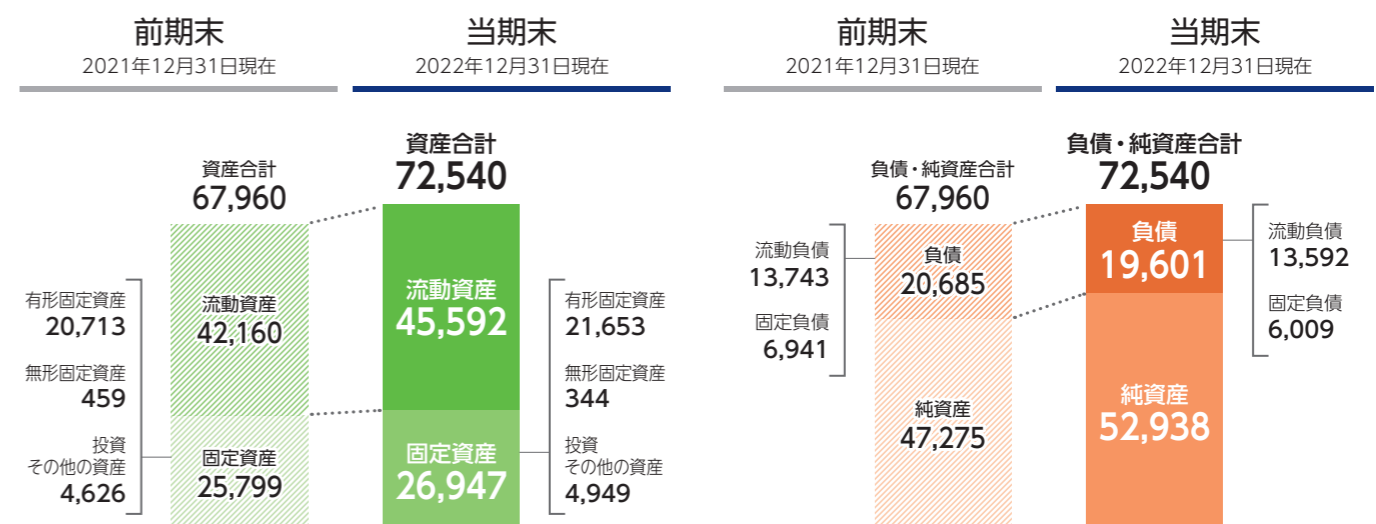 前期末
2021年12月31日現在
当期末
2022年12月31日現在
資産合計
67,960
資産合計
72,540
有形固定資産
20,713
無形固定資産
459
投資
その他の資産
4,626
流動資産
42,160
固定資産
25,799
流動資産
45,592
固定資産
26,947
有形固定資産
21,653
無形固定資産
344
投資
その他の資産
4,949
前期末
2021年12月31日現在
当期末
2022年12月31日現在
負債・純資産合計
67,960
負債・純資産合計
72,540
流動負債
13,743
固定負債
6,941
負債
20,685
純資産
47,275
負債
19,601
純資産
52,938
流動負債
13,592
固定負債
6,009